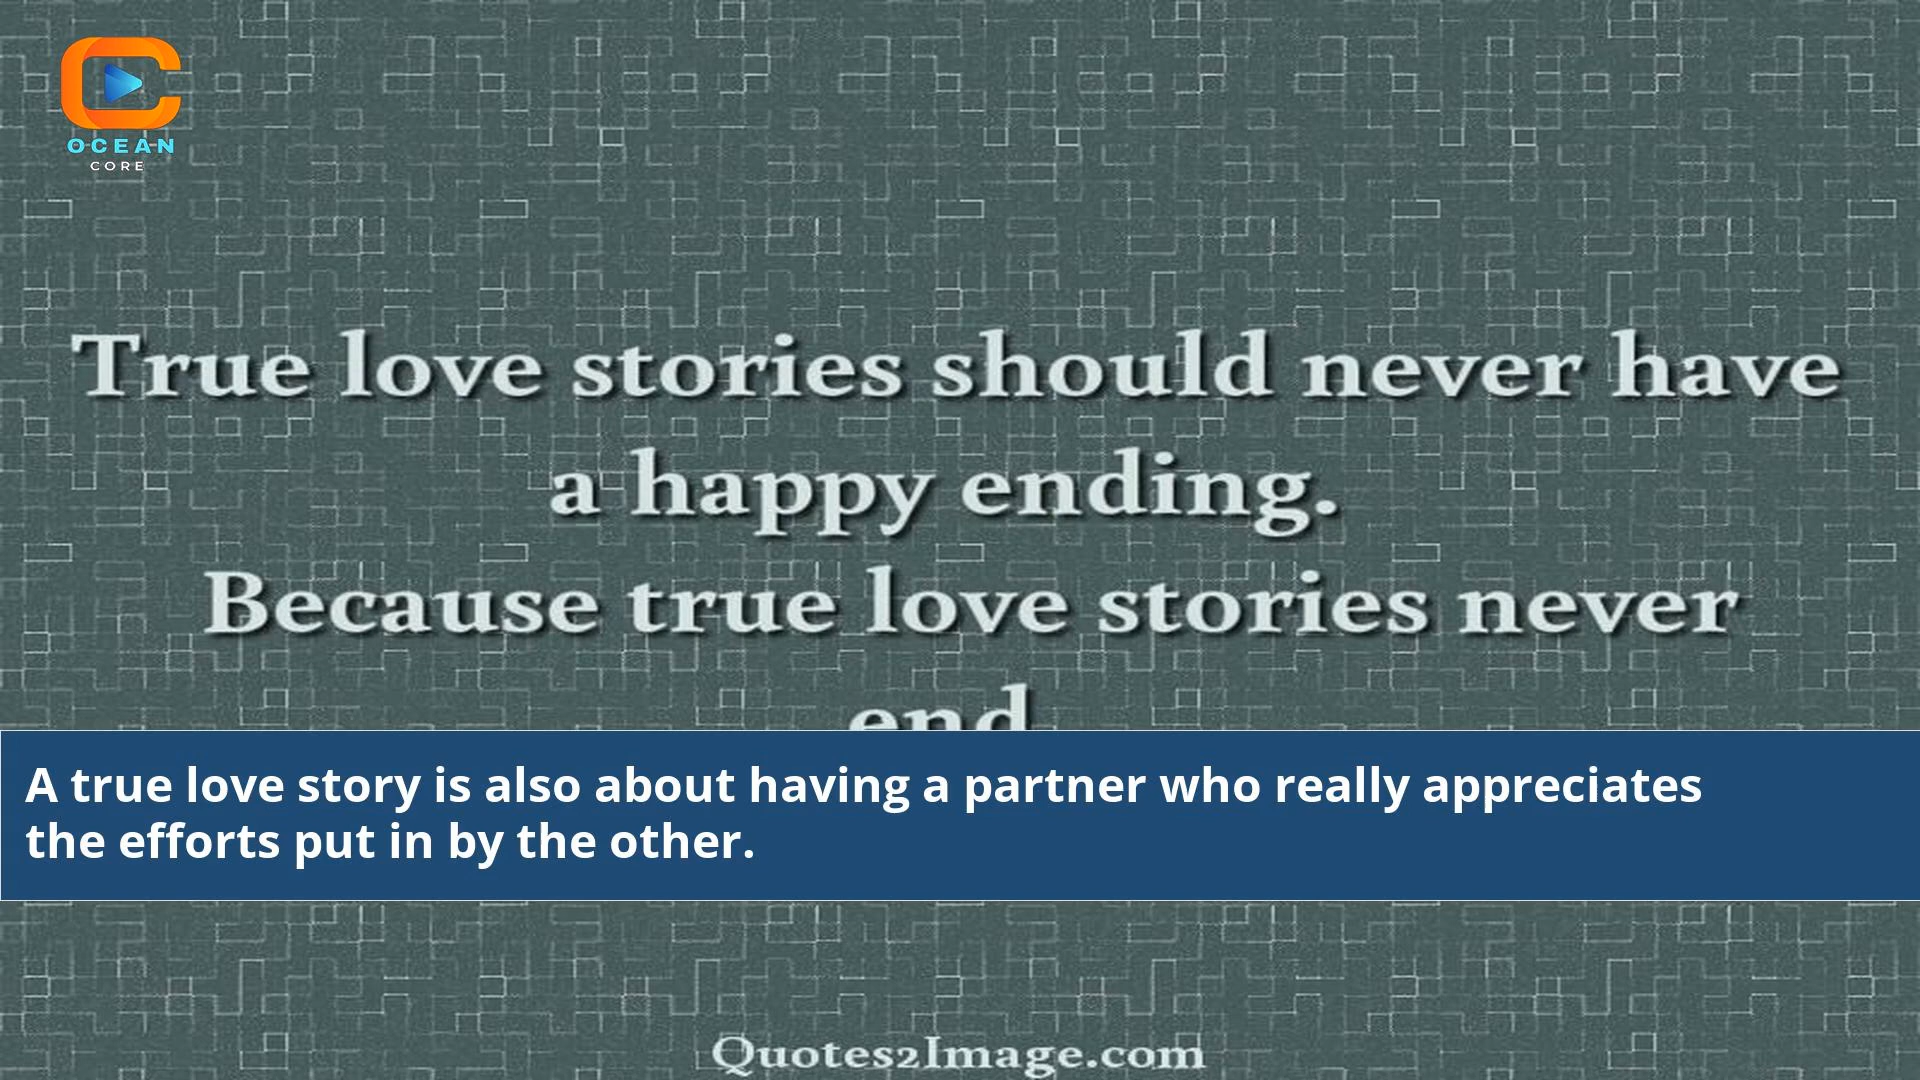 OCEAN
CORE
True love stories should never have
a happy ending.
Because true love stories never
end
A true love story is also about having a partner who really appreciates
the efforts put in by the other.
Quotes2Image.com